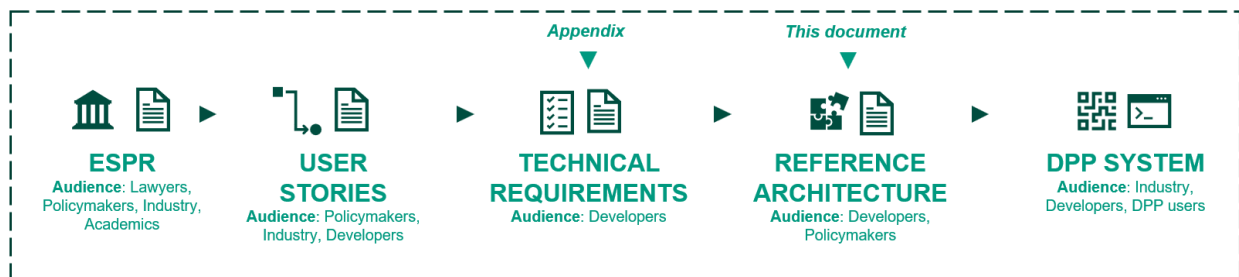 Appendix
This document
ESPR
Audience: Lawyers,
Policymakers, Industry,
Academics
USER
STORIES
Audience: Policymakers,
Industry, Developers
TECHNICAL
REQUIREMENTS
Audience: Developers
REFERENCE
ARCHITECTURE
Audience: Developers,
Policymakers
DPP SYSTEM
Audience: Industry,
Developers, DPP users